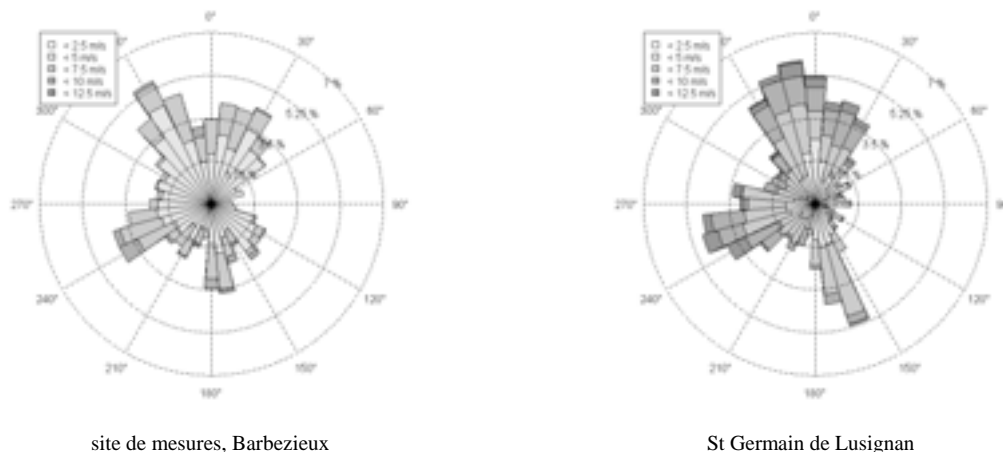 0°
0°
< 2.5 m/s
< 5 m/s
< 7.5 m/s
< 10 m/s
< 12.5 m/s
30°
7 %
5.25 %
60°
300°
270°
90°
240°
120°
210°
150°
180°
< 2.5 m/s
< 5 m/s
< 7.5 m/s
< 10 m/s
< 12.5 m/s
30°
7 %
5.25 %
3.5 %
60°
300°
270°
240°
120°
210°
150°
180°
site de mesures, Barbezieux
St Germain de Lusignan